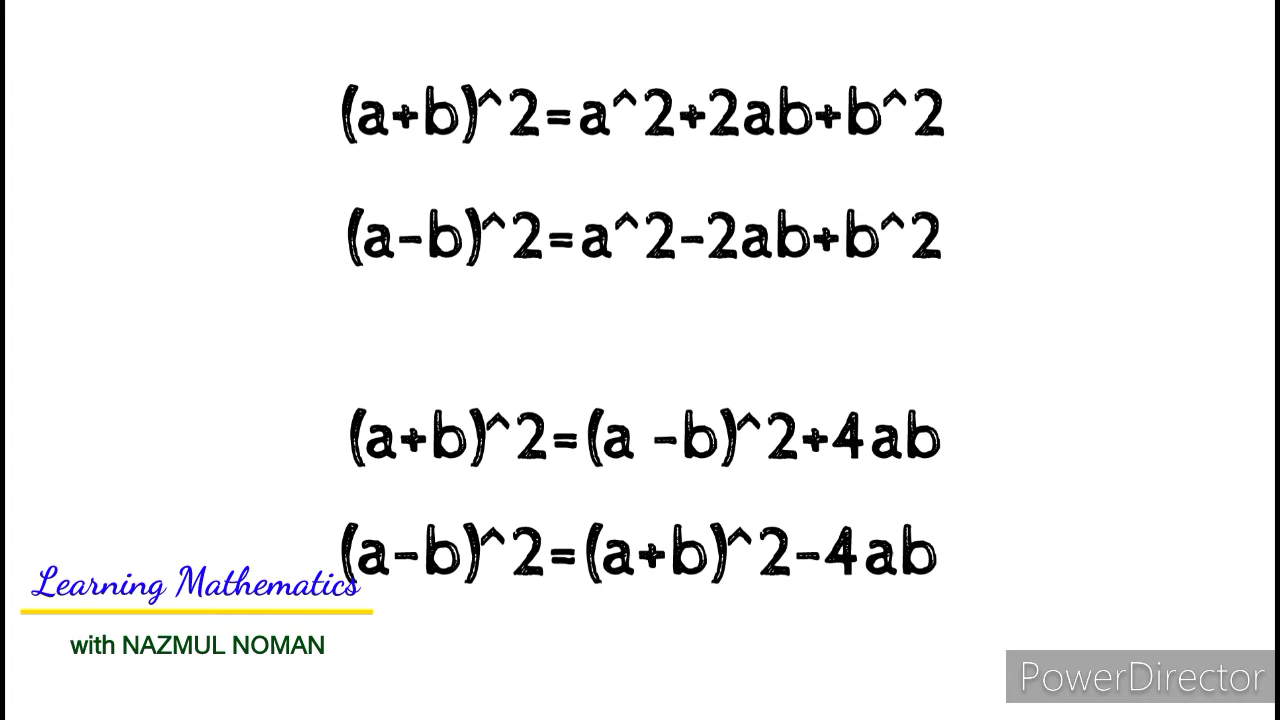 (a+b)^2=a^2+2ab+b^2
(a-b)^2=a^2-2ab+b^2
(a+b)^2=(a -b)^2+4ab
(a-b)^2=(a+b)^2-4ab
Learning Mathematics
with NAZMUL NOMAN
PowerDirector